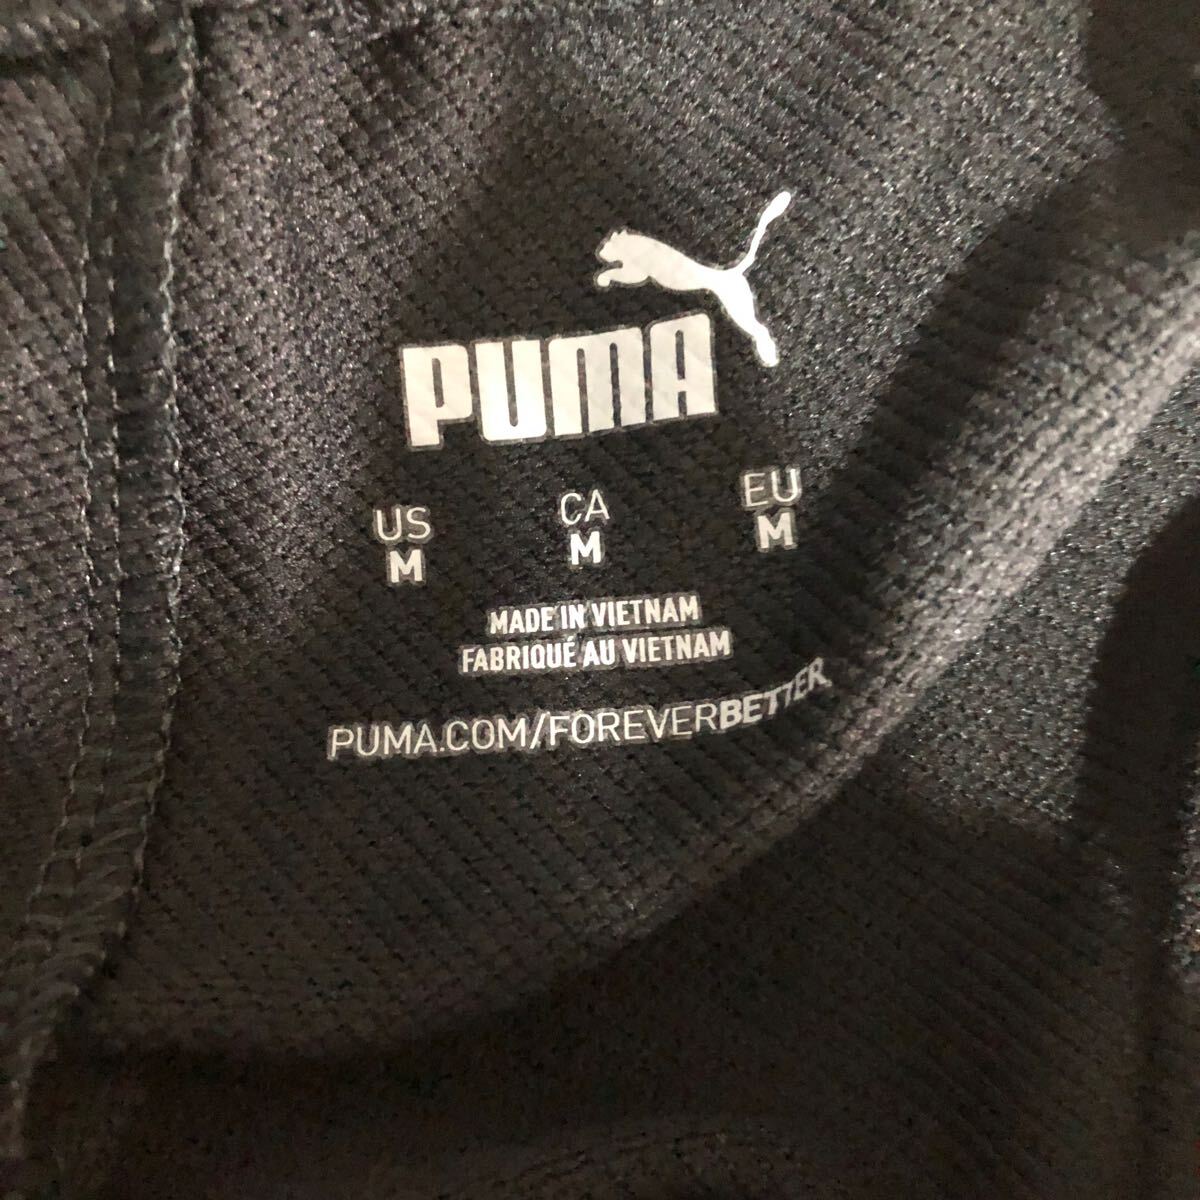 PUMA
US CA EU
M M M
MADE IN VIETNAM
FABRIQUÉ AU VIETNAM
PUMA.COM/FOREVERBETTER